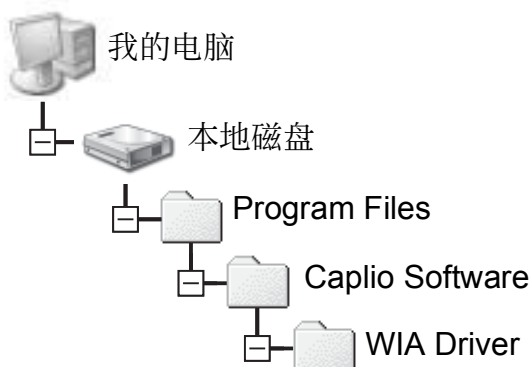 我的电脑
本地磁盘
Program Files
Caplio Software
WIA Driver